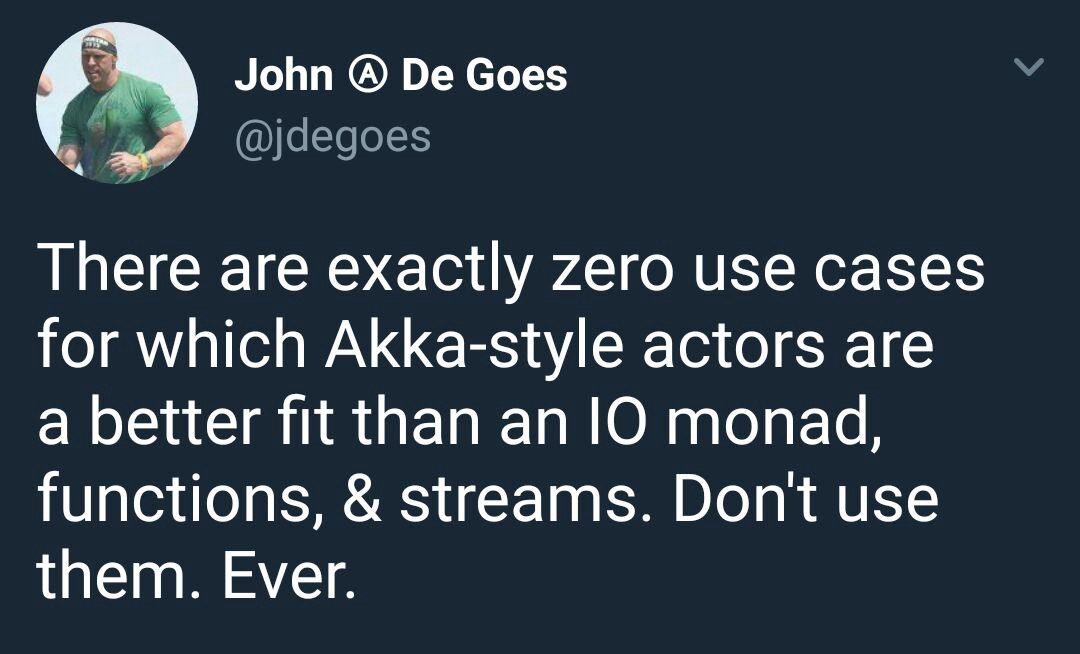 John Ⓐ De Goes
@jdegoes
There are exactly zero use cases
for which Akka-style actors are
a better fit than an IO monad,
functions, & streams. Don't use
them. Ever.